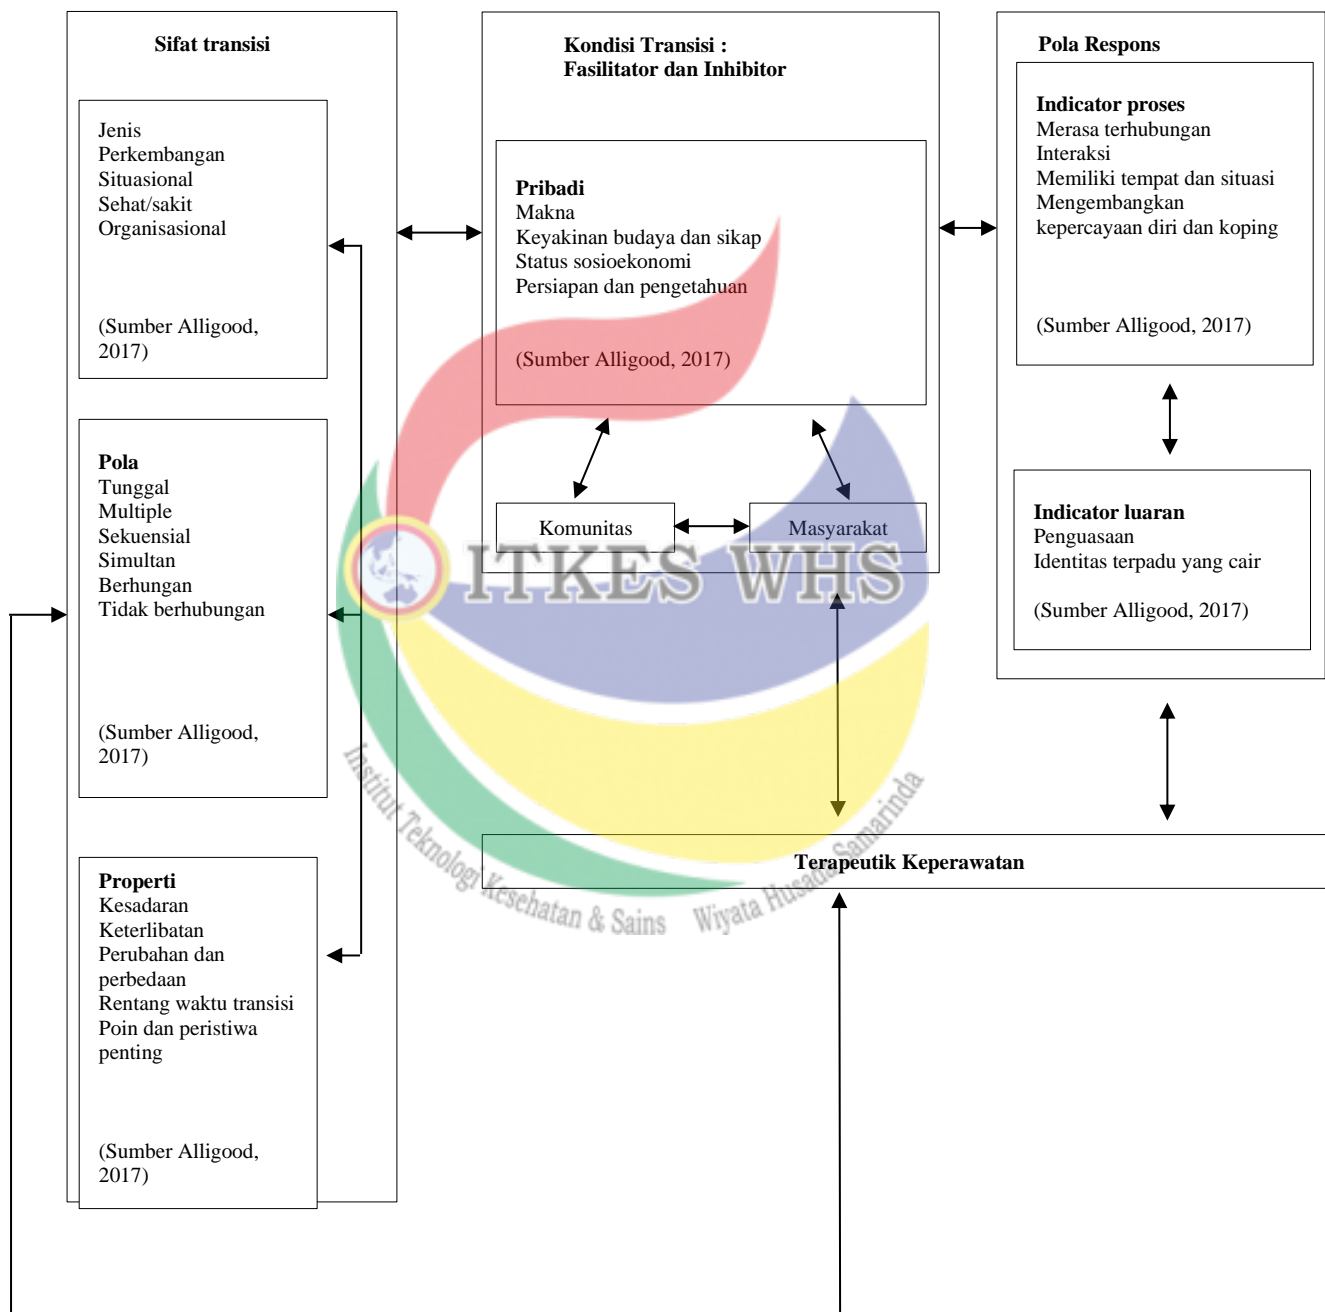 Sifat transisi
Jenis
Perkembangan
Situasional
Sehat/sakit
Organisasional
(Sumber Alligood,
2017)
Pola
Tunggal
Multiple
Sekuensial
Simultan
Berhungan
Tidak berhubungan
(Sumber Alligood,
2017)
Properti
Kesadaran
Keterlibatan
Perubahan dan
perbedaan
Rentang waktu transisi
Poin dan peristiwa
penting
(Sumber Alligood,
2017)
Kondisi Transisi :
Fasilitator dan Inhibitor
Pribadi
Makna
Keyakinan budaya dan sikap
Status sosioekonomi
Persiapan dan pengetahuan
(Sumber Alligood, 2017)
Komunitas
Masyarakat
Pola Respons
Indicator proses
Merasa terhubungan
Interaksi
Memiliki tempat dan situasi
Mengembangkan
kepercayaan diri dan koping
(Sumber Alligood, 2017)
Indicator luaran
Penguasaan
Identitas terpadu yang cair
(Sumber Alligood, 2017)
Terapeutik Keperawatan
ITKES WHS
Institut Teknologi Kesehatan & Sains Wiyata Husada Samarinda